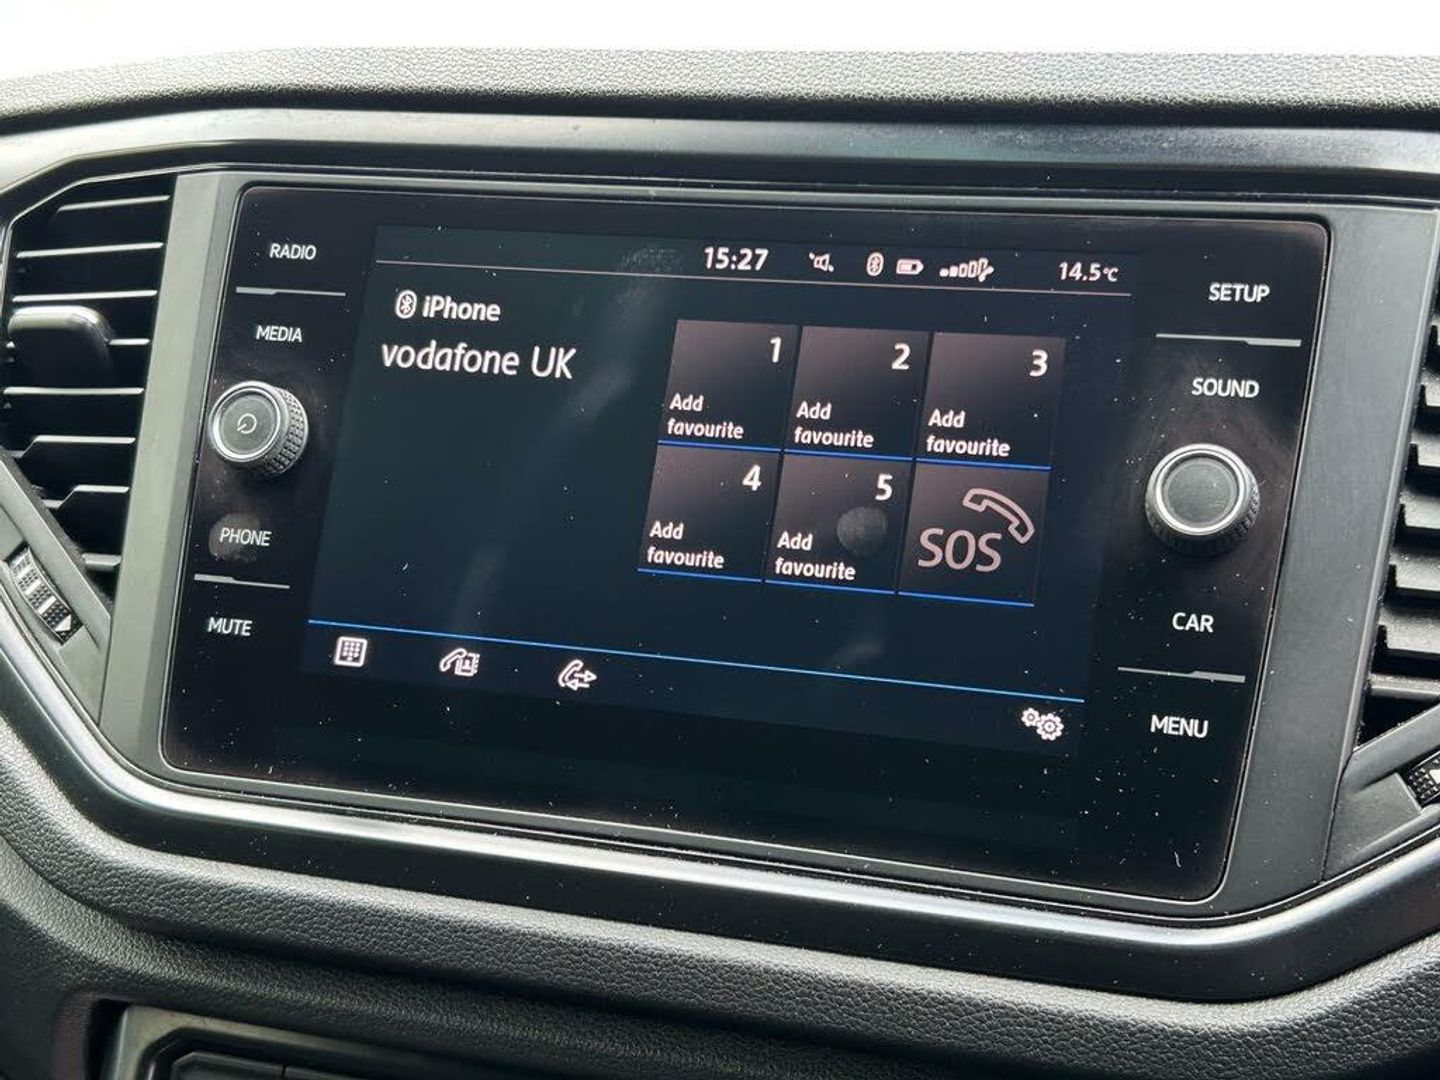 RADIO
MEDIA
PHONE
MUTE
15:27
14.5°C
iPhone
vodafone UK
1
Add
favourite
2
Add
favourite
3
Add
favourite
4
Add
favourite
5
Add
favourite
SOS
SETUP
SOUND
CAR
MENU